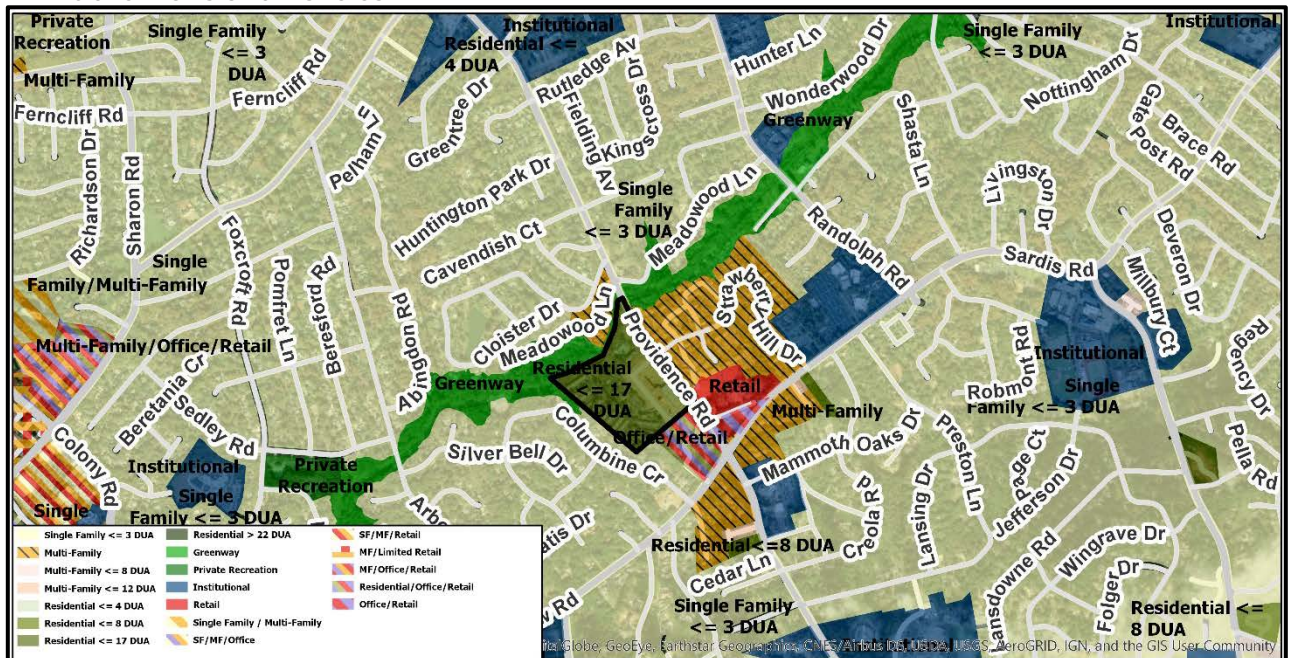 Private
Recreation
Single Family
<= 3
DUA
Institutional
Residential <=
4 DUA
Single Family
<= 3 DUA
Institutional
Multi-Family
Ferncliff Rd
Ferncliff Rd
Richardson Dr
Sharon Rd
Pelham Ln
Greentree Dr
Rutledge Av
Fielding Av
Kingscross Dr
Hunter Ln
Wonderwood Dr
Greenway
Shasta Ln
Nottingham Dr
Gate Post Rd
Brace Rd
Huntington Park Dr
Cavendish Ct
Single
Family
<= 3 DUA
Meadowood Ln
Randolph Rd
Livingston Dr
Sardis Rd
Deveron Dr
Millbury Ct
Regency Dr
Foxcroft Rd
Pomfret Ln
Beresford Rd
Abingdon Rd
Single
Family/Multi-Family
Multi-Family/Office/Retail
Cloister Dr
Meadowood Ln
Strawberry Hill Dr
Providence Rd
Greenway
Residential
<= 17
DUA
Retail
Office/Retail
Multi-Family
Robmont Rd
Institutional
Single
Family <= 3 DUA
Beretania Cr
Sedley Rd
Colony Rd
Institutional
Single
Family <= 3 DUA
Single
Private
Recreation
Silver Bell Dr
Columbine Cr
Mammoth Oaks Dr
Preston Ln
Page Ct
Jefferson Dr
Lansing Dr
Creola Rd
Pella Rd
Residential<=8 DUA
Cedar Ln
Single Family
<= 3 DUA
Lansdowne Rd
Wingrave Dr
Folger Dr
Residential <=
8 DUA
Single Family <= 3 DUA
Multi-Family
Multi-Family <= 8 DUA
Multi-Family <= 12 DUA
Residential <= 4 DUA
Residential <= 8 DUA
Residential <= 17 DUA
Residential > 22 DUA
Greenway
Private Recreation
Institutional
Retail
Single Family / Multi-Family
SF/MF/Office
SF/MF/Retail
MF/Limited Retail
MF/Office/Retail
Residential/Office/Retail
Office/Retail
Globe, GeoEye, Earthstar Geographics, CNES/Airbus DS, USDA, USGS, AeroGRID, IGN, and the GIS User Community